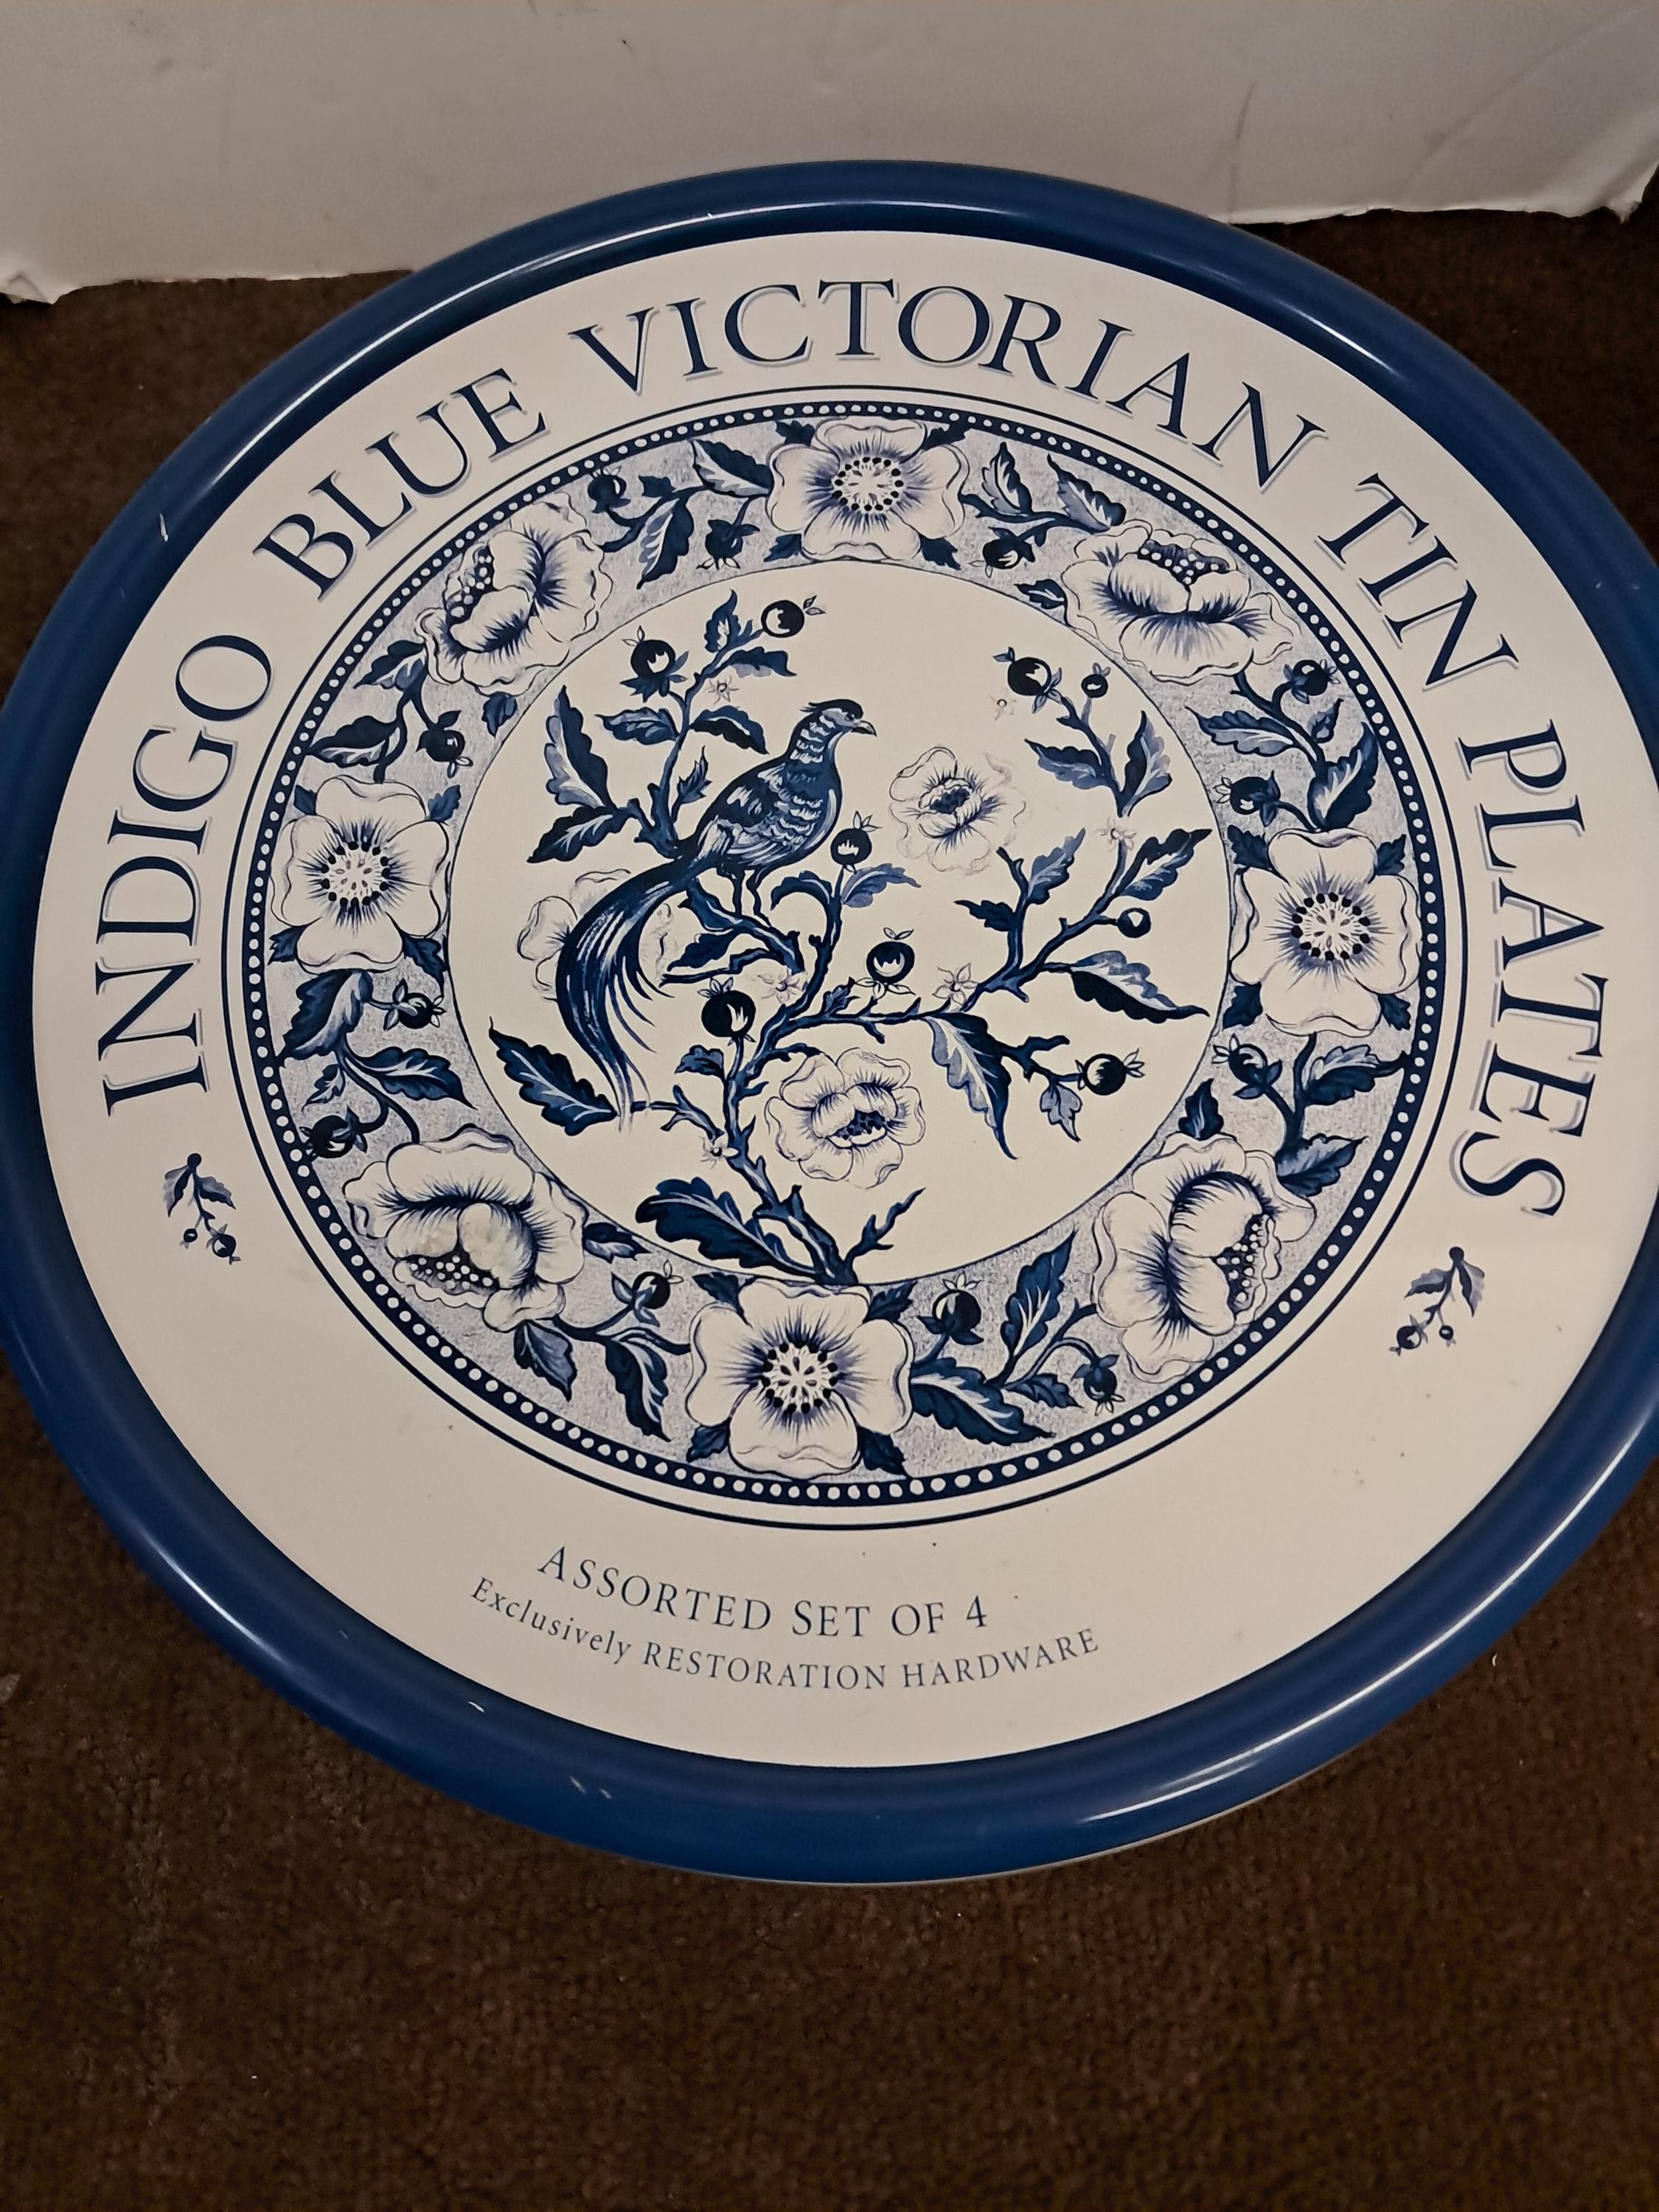 INDIGO BLUE VICTORIAN TIN PLATES
ASSORTED SET OF 4
Exclusively RESTORATION HARDWARE